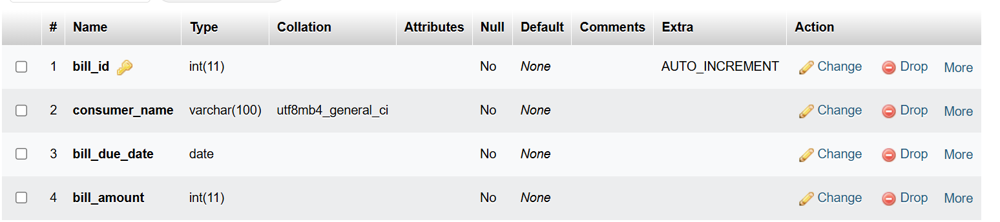 # Name Type Collation Attributes Null Default Comments Extra Action
1 bill_id int(11) No None AUTO_INCREMENT Change Drop More
2 consumer_name varchar(100) utf8mb4_general_ci No None Change Drop More
3 bill_due_date date No None Change Drop More
4 bill_amount int(11) No None Change Drop More